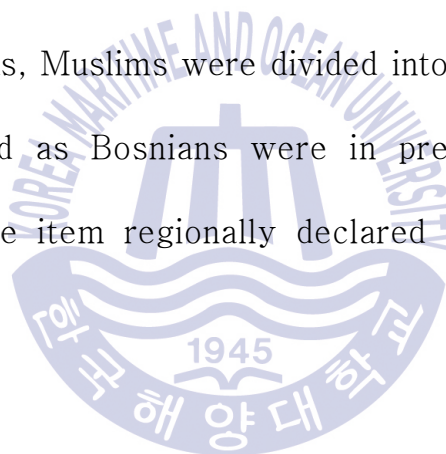 s, Muslims were divided into
d as Bosnians were in pre
e item regionally declared
KOREA MARITIME AND OCEAN UNIVERSITY
1945
한국해양대학교